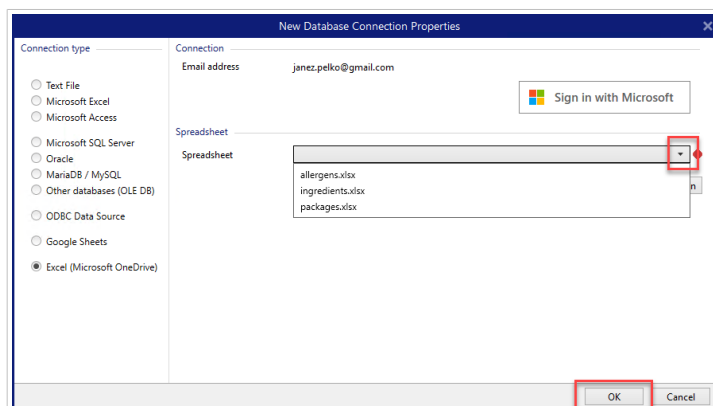 New Database Connection Properties
Connection type
Text File
Microsoft Excel
Microsoft Access
Microsoft SQL Server
Oracle
MariaDB / MySQL
Other databases (OLE DB)
ODBC Data Source
Google Sheets
Excel (Microsoft OneDrive)
Connection
Email address janez.pelko@gmail.com
Sign in with Microsoft
Spreadsheet
Spreadsheet
allergens.xlsx
ingredients.xlsx
packages.xlsx
OK Cancel